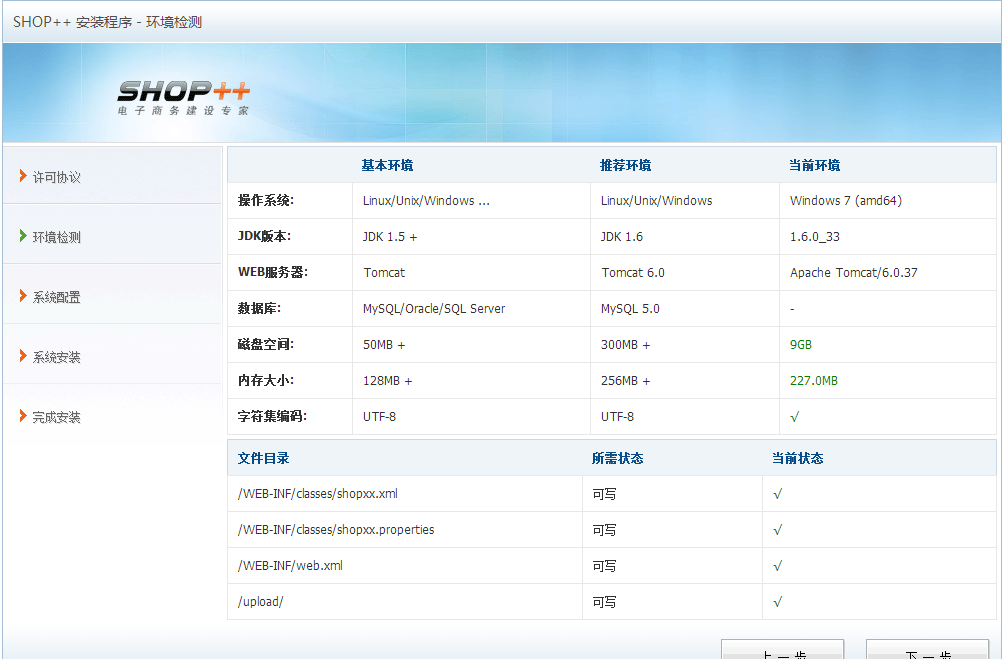 SHOP++ 安装程序 - 环境检测
SHOP++
电子商务建设专家
许可协议
环境检测
系统配置
系统安装
完成安装
基本环境 推荐环境 当前环境
操作系统: Linux/Unix/Windows ... Linux/Unix/Windows Windows 7 (amd64)
JDK版本: JDK 1.5 + JDK 1.6 1.6.0_33
WEB服务器: Tomcat Tomcat 6.0 Apache Tomcat/6.0.37
数据库: MySQL/Oracle/SQL Server MySQL 5.0 -
磁盘空间: 50MB + 300MB + 9GB
内存大小: 128MB + 256MB + 227.0MB
字符集编码: UTF-8 UTF-8 √
文件目录 所需状态 当前状态
/WEB-INF/classes/shopxx.xml 可写 √
/WEB-INF/classes/shopxx.properties 可写 √
/WEB-INF/web.xml 可写 √
/upload/ 可写 √
上 一 步 下 一 步